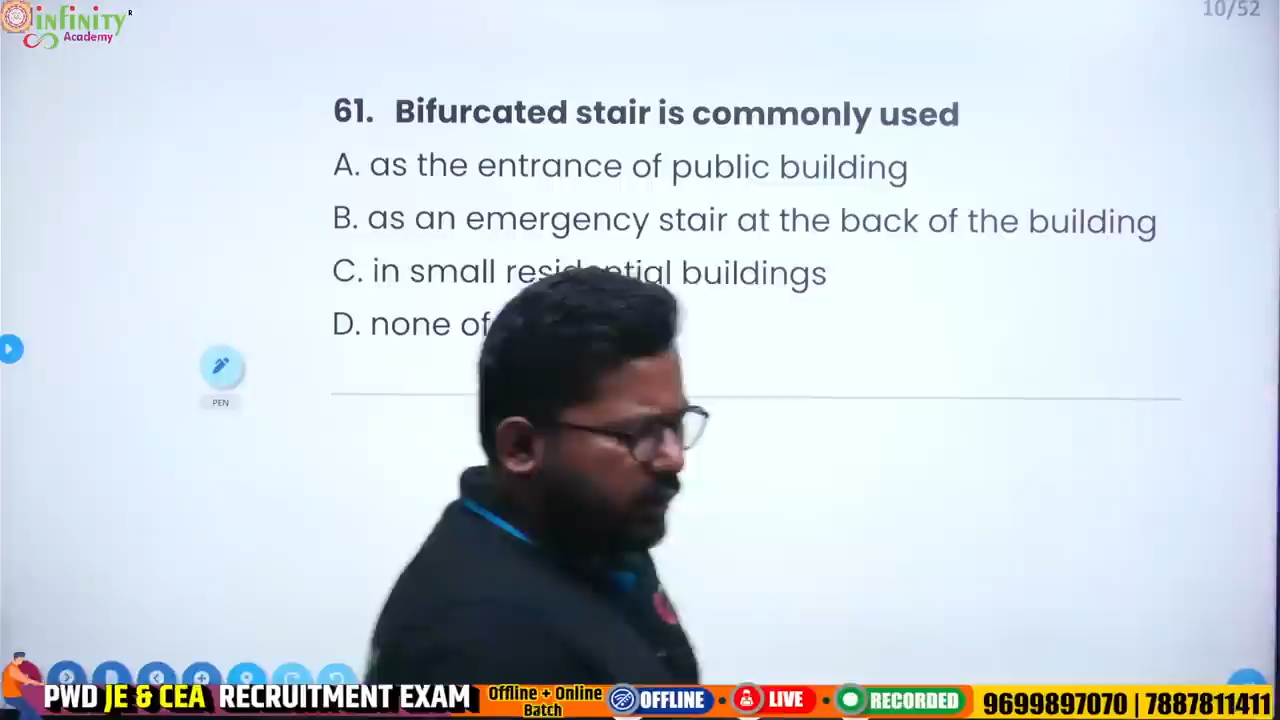 infinity
Academy
10/52
61. Bifurcated stair is commonly used
A. as the entrance of public building
B. as an emergency stair at the back of the building
C. in small residential buildings
D. none of
PEN
PWD JE & CEA RECRUITMENT EXAM
Offline + Online
Batch
OFFLINE
LIVE
RECORDED
9699897070 | 7887811411